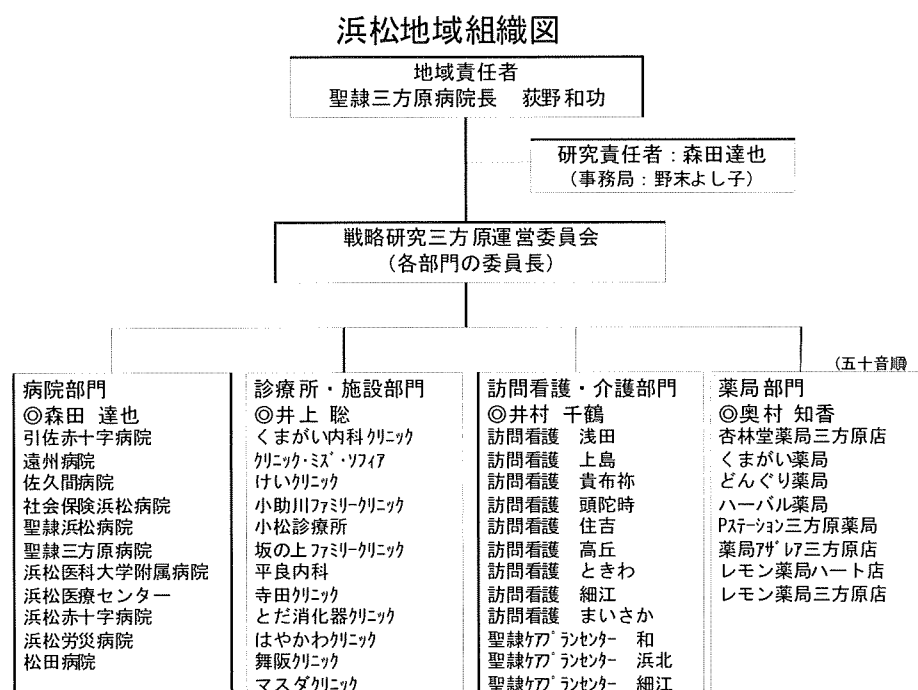 浜松地域組織図
地域責任者
聖隷三方原病院長　荻野和功
研究責任者：森田達也
（事務局：野末よし子）
戦略研究三方原運営委員会
（各部門の委員長）
（五十音順）
病院部門
◎森田 達也
引佐赤十字病院
遠州病院
佐久間病院
社会保険浜松病院
聖隷浜松病院
聖隷三方原病院
浜松医科大学附属病院
浜松医療センター
浜松赤十字病院
浜松労災病院
松田病院
診療所・施設部門
◎井上 聡
くまがい内科クリニック
クリニック・ミズ・ソフィア
けいクリニック
小助川ファミリークリニック
小松診療所
坂の上ファミリークリニック
平良内科
寺田クリニック
とだ消化器クリニック
はやかわクリニック
舞阪クリニック
マスダクリニック
訪問看護・介護部門
◎井村 千鶴
訪問看護　浅田
訪問看護　上島
訪問看護　貴布祢
訪問看護　頭陀時
訪問看護　住吉
訪問看護　高丘
訪問看護　ときわ
訪問看護　細江
訪問看護　まいさか
聖隷ケアプランセンター　和
聖隷ケアプランセンター　浜北
聖隷ケアプランセンター　細江
薬局部門
◎奥村 知香
杏林堂薬局三方原店
くまがい薬局
どんぐり薬局
ハーバル薬局
Pステーション三方原薬局
薬局アザレア三方原店
レモン薬局ハート店
レモン薬局三方原店